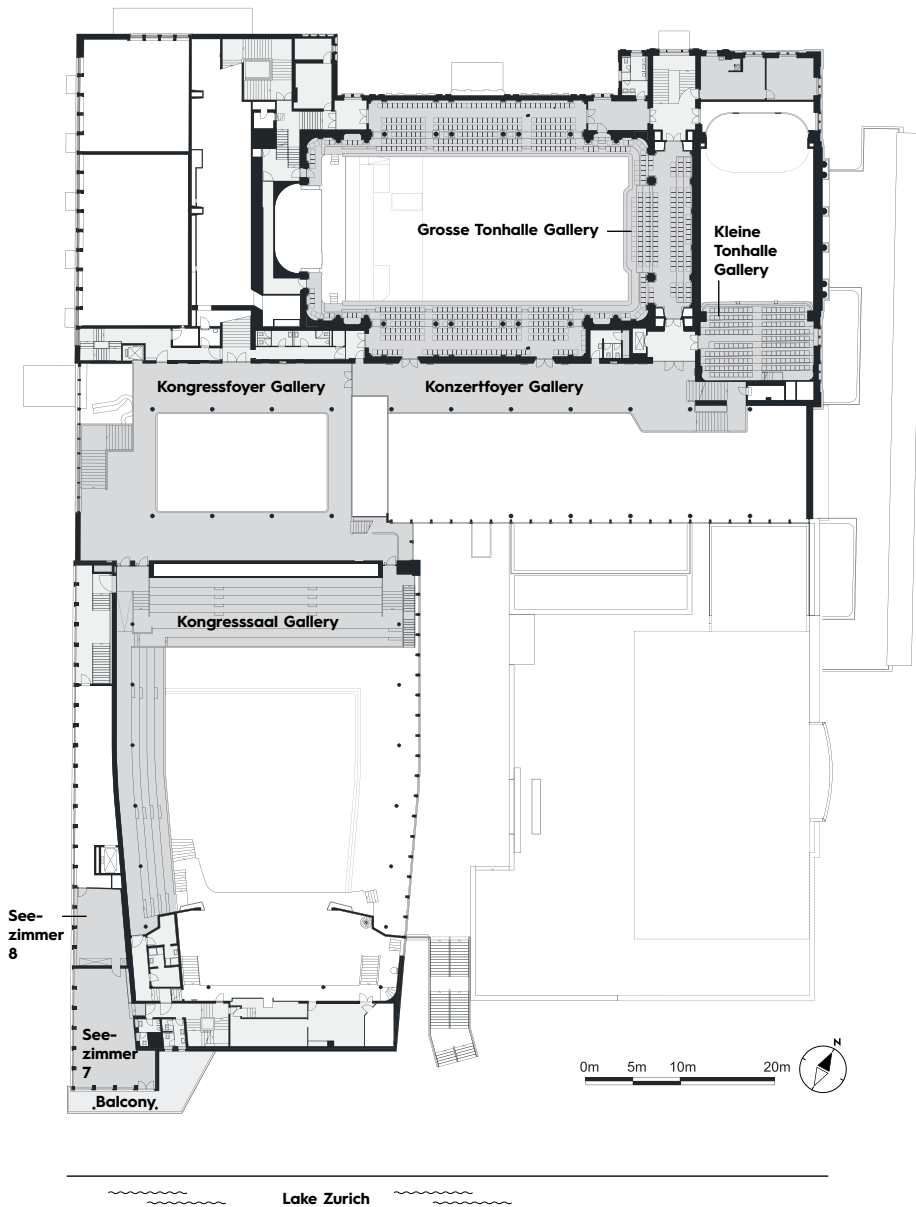 Grosse Tonhalle Gallery
Kleine
Tonhalle
Gallery
Kongressfoyer Gallery
Konzertfoyer Gallery
Kongresssaal Gallery
See-
zimmer
8
See-
zimmer
7
Balcony
0m 5m 10m 20m
N
Lake Zurich